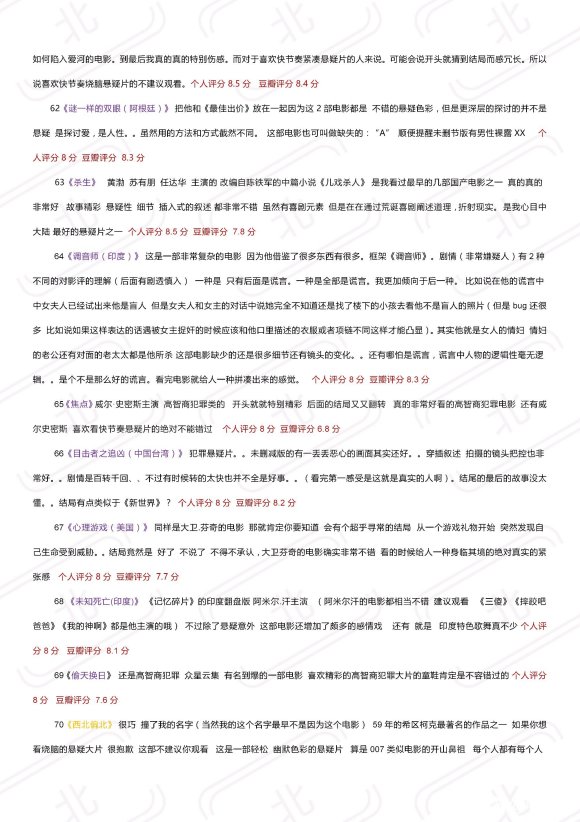 如何陷入爱河的电影。到最后我真的真的特别伤感。而对于喜欢快节奏紧凑悬疑片的人来说。可能会说开头就猜到结局而感冗长。所以
说喜欢快节奏烧脑悬疑片的不建议观看。个人评分 8.5 分 豆瓣评分 8.4 分
62《谜一样的双眼（阿根廷）》 把他和《最佳出价》放在一起因为这 2 部电影都是 不错的悬疑色彩，但是更深层的探讨的并不是
悬疑 是探讨爱，是人性。。虽然用的方法和方式截然不同。 这部电影也可叫做缺失的：“A” 顺便提醒未删节版有男性裸露 XX 个
人评分 8 分 豆瓣评分 8.3 分
63《杀生》 黄渤 苏有朋 任达华 主演的 改编自陈铁军的中篇小说《儿戏杀人》 是我看过最早的几部国产电影之一 真的真的
非常好 故事精彩 悬疑性 细节 插入式的叙述 都非常不错 虽然有喜剧元素 但是在在通过荒诞喜剧阐述道理，折射现实。是我心目中
大陆 最好的悬疑片之一 个人评分 8.5 分 豆瓣评分 7.8 分
64《调音师（印度）》 这是一部非常复杂的电影 因为他借鉴了很多东西有很多。框架《调音师》。剧情（非常嫌疑人）有 2 种
不同的对影评的理解（后面有剧透慎入） 一种是 只有后面是谎言。一种是全部是谎言。我更加倾向于后一种。 比如说在他的谎言中
中女夫人已经试出来他是盲人 但是女夫人和女主的对话中说她完全不知道还是找了楼下的小孩去看他不是盲人的照片（但是 bug 还很
多 比如说如果这样表达的话遇被女主捉奸的时候应该和他口里描述的衣服或者项链不同这样才能凸显）。其实他就是女人的情妇 情妇
的老公还有对面的老太太都是他所杀 这部电影缺少的还是很多细节还有镜头的变化。。还有哪怕是谎言，谎言中人物的逻辑性毫无逻
辑。。是个不是那么好的谎言。看完电影就给人一种拼凑出来的感觉。 个人评分 8 分 豆瓣评分 8.3 分
65《焦点》威尔·史密斯主演 高智商犯罪类的 开头就就特别精彩 后面的结局又又翻转 真的非常好看的高智商犯罪电影 还有威
尔史密斯 喜欢看快节奏悬疑片的绝对不能错过 个人评分 8 分 豆瓣评分 6.8 分
66《目击者之追凶（中国台湾）》 犯罪悬疑片。。未删减版的有一丢丢恶心的画面其实还好。。穿插叙述 拍摄的镜头把控也非
常好。。剧情是百转千回、、不过有时候转的太快也并不全是好事。。（看完第一感受是这就是真实的人啊）。结尾的最后的故事没太
懂。。结局有点类似于《新世界》？ 个人评分 8 分 豆瓣评分 8.2 分
67《心理游戏（美国）》 同样是大卫.芬奇的电影 那就肯定你要知道 会有个超乎寻常的结局 从一个游戏礼物开始 突然发现自
己生命受到威胁。。结局竟然是 好了 不说了 不得不承认，大卫芬奇的电影确实非常不错 看的时候给人一种身临其境的绝对真实的紧
张感 个人评分 8 分 豆瓣评分 7.7 分
68 《未知死亡(印度)》 《记忆碎片》的印度翻盘版 阿米尔.汗主演 （阿米尔汗的电影都相当不错 建议观看 《三傻》《摔跤吧
爸爸》《我的神啊》都是他主演的哦） 不过除了悬疑意外 这部电影还增加了颇多的感情戏 还有 就是 印度特色歌舞真不少 个人评
分 8 分 豆瓣评分 8.1 分
69《偷天换日》 还是高智商犯罪 众星云集 有名到爆的一部电影 喜欢精彩的高智商犯罪大片的童鞋肯定是不容错过的 个人评分
8 分 豆瓣评分 7.6 分
70《西北偏北》 很巧 撞了我的名字（当然我的这个名字最早不是因为这个电影） 59 年的希区柯克最著名的作品之一 如果你想
看烧脑的悬疑大片 很抱歉 这部不建议你观看 这是一部轻松 幽默色彩的悬疑片 算是 007 类似电影的开山鼻祖 每个人都有每个人